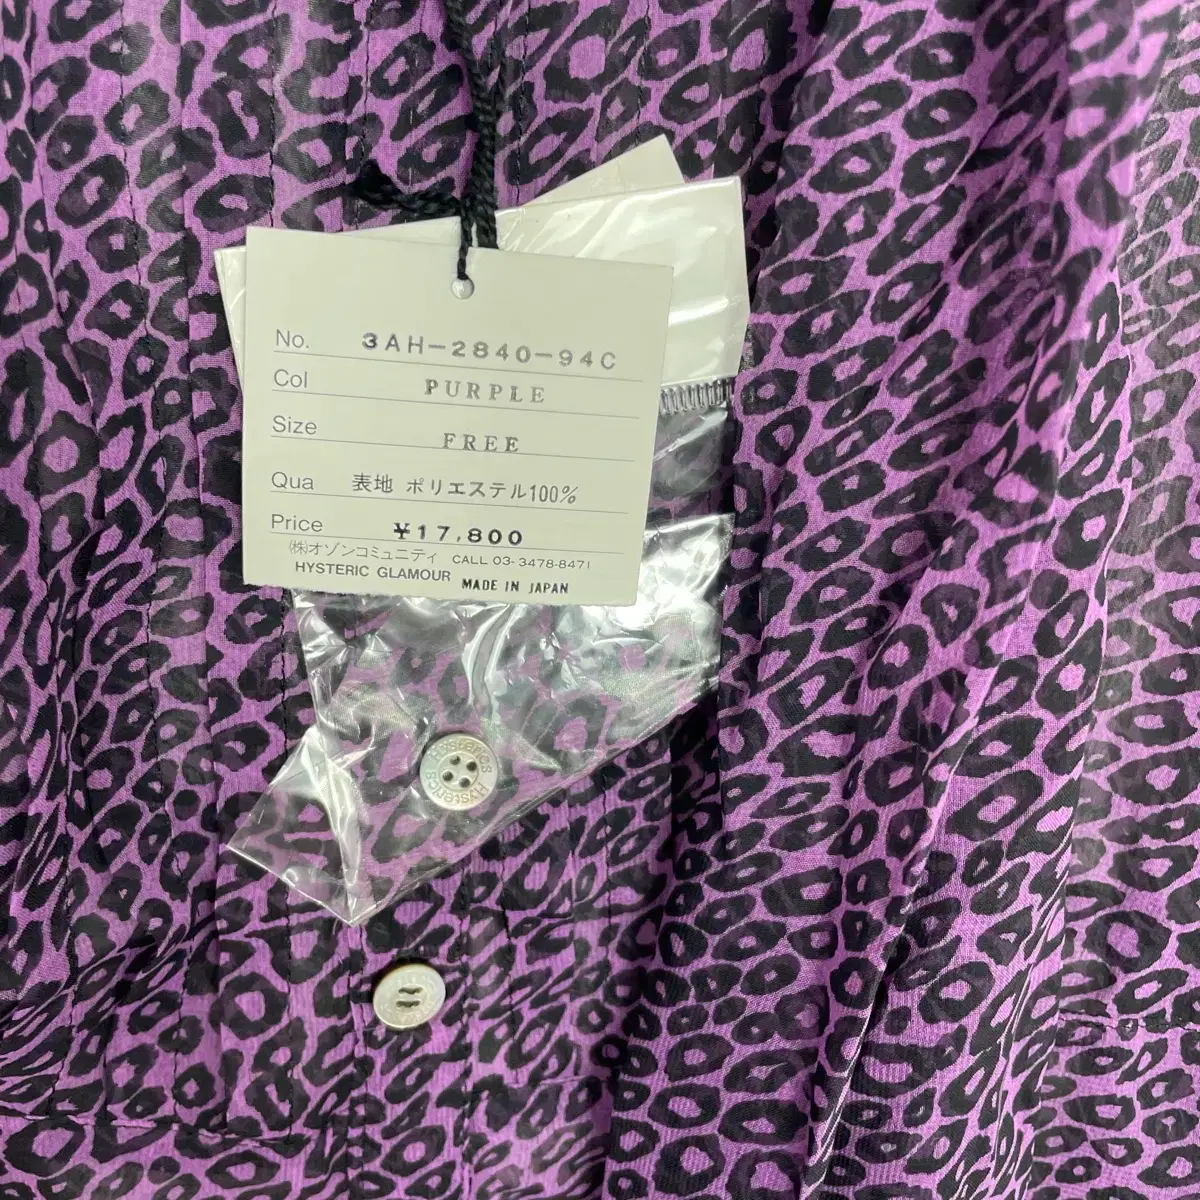 No. 3AH-2840-94C
Col PURPLE
Size FREE
Qua 表地 ポリエステル100%
Price ¥17,800
㈱オゾンコミュニティ CALL 03-3478-8471
HYSTERIC GLAMOUR MADE IN JAPAN
Hysterics